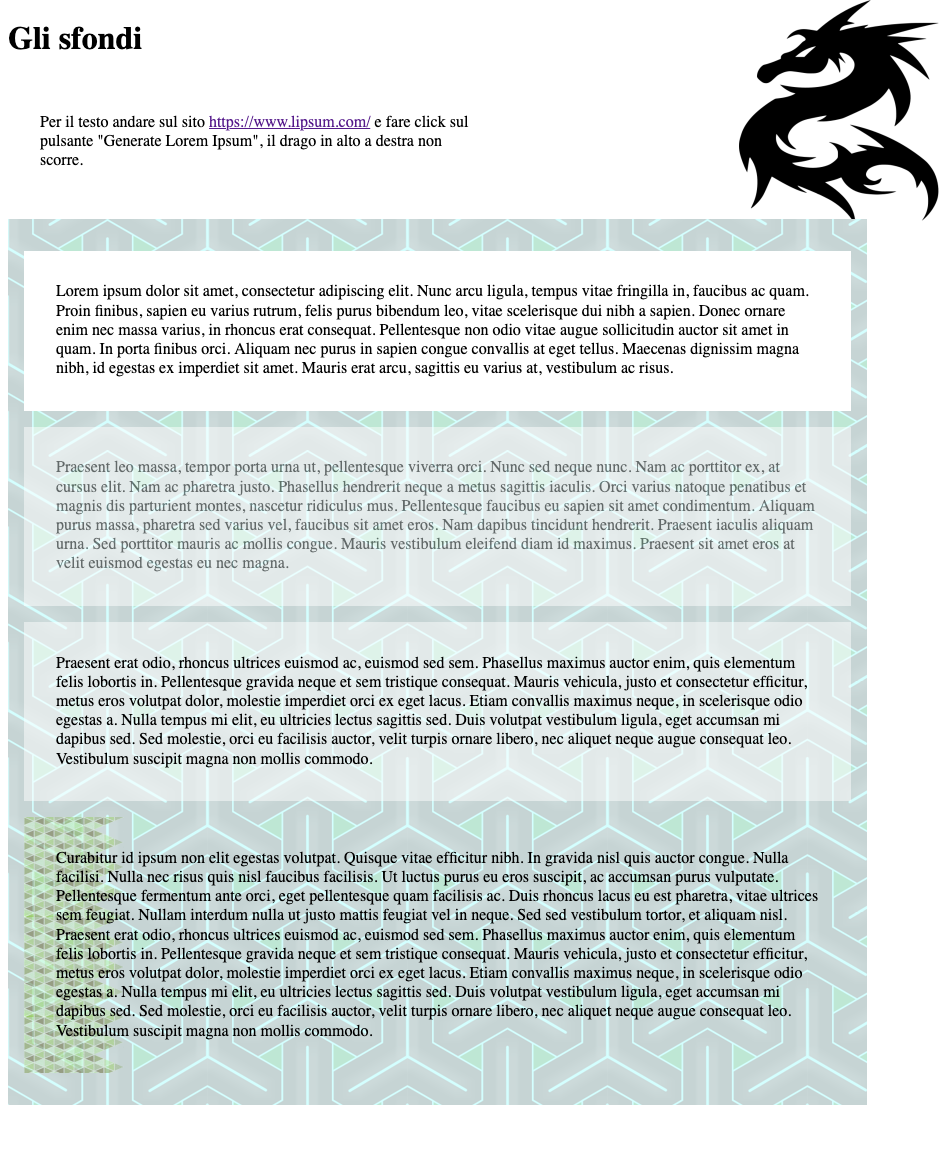 Gli sfondi
Per il testo andare sul sito https://www.lipsum.com/ e fare click sul
pulsante "Generate Lorem Ipsum", il drago in alto a destra non
scorre.
Lorem ipsum dolor sit amet, consectetur adipiscing elit. Nunc arcu ligula, tempus vitae fringilla in, faucibus ac quam.
Proin finibus, sapien eu varius rutrum, felis purus bibendum leo, vitae scelerisque dui nibh a sapien. Donec ornare
enim nec massa varius, in rhoncus erat consequat. Pellentesque non odio vitae augue sollicitudin auctor sit amet in
quam. In porta finibus orci. Aliquam nec purus in sapien congue convallis at eget tellus. Maecenas dignissim magna
nibh, id egestas ex imperdiet sit amet. Mauris erat arcu, sagittis eu varius at, vestibulum ac risus.
Praesent leo massa, tempor porta urna ut, pellentesque viverra orci. Nunc sed neque nunc. Nam ac porttitor ex, at
cursus elit. Nam ac pharetra justo. Phasellus hendrerit neque a metus sagittis iaculis. Orci varius natoque penatibus et
magnis dis parturient montes, nascetur ridiculus mus. Pellentesque faucibus eu sapien sit amet condimentum. Aliquam
purus massa, pharetra sed varius vel, faucibus sit amet eros. Nam dapibus tincidunt hendrerit. Praesent iaculis aliquam
urna. Sed porttitor mauris ac mollis congue. Mauris vestibulum eleifend diam id maximus. Praesent sit amet eros at
velit euismod egestas eu nec magna.
Praesent erat odio, rhoncus ultrices euismod ac, euismod sed sem. Phasellus maximus auctor enim, quis elementum
felis lobortis in. Pellentesque gravida neque et sem tristique consequat. Mauris vehicula, justo et consectetur efficitur,
metus eros volutpat dolor, molestie imperdiet orci ex eget lacus. Etiam convallis maximus neque, in scelerisque odio
egestas a. Nulla tempus mi elit, eu ultricies lectus sagittis sed. Duis volutpat vestibulum ligula, eget accumsan mi
dapibus sed. Sed molestie, orci eu facilisis auctor, velit turpis ornare libero, nec aliquet neque augue consequat leo.
Vestibulum suscipit magna non mollis commodo.
Curabitur id ipsum non elit egestas volutpat. Quisque vitae efficitur nibh. In gravida nisl quis auctor congue. Nulla
facilisi. Nulla nec risus quis nisl faucibus facilisis. Ut luctus purus eu eros suscipit, ac accumsan purus vulputate.
Pellentesque fermentum ante orci, eget pellentesque quam facilisis ac. Duis rhoncus lacus eu est pharetra, vitae ultrices
sem feugiat. Nullam interdum nulla ut justo mattis feugiat vel in neque. Sed sed vestibulum tortor, et aliquam nisl.
Praesent erat odio, rhoncus ultrices euismod ac, euismod sed sem. Phasellus maximus auctor enim, quis elementum
felis lobortis in. Pellentesque gravida neque et sem tristique consequat. Mauris vehicula, justo et consectetur efficitur,
metus eros volutpat dolor, molestie imperdiet orci ex eget lacus. Etiam convallis maximus neque, in scelerisque odio
egestas a. Nulla tempus mi elit, eu ultricies lectus sagittis sed. Duis volutpat vestibulum ligula, eget accumsan mi
dapibus sed. Sed molestie, orci eu facilisis auctor, velit turpis ornare libero, nec aliquet neque augue consequat leo.
Vestibulum suscipit magna non mollis commodo.